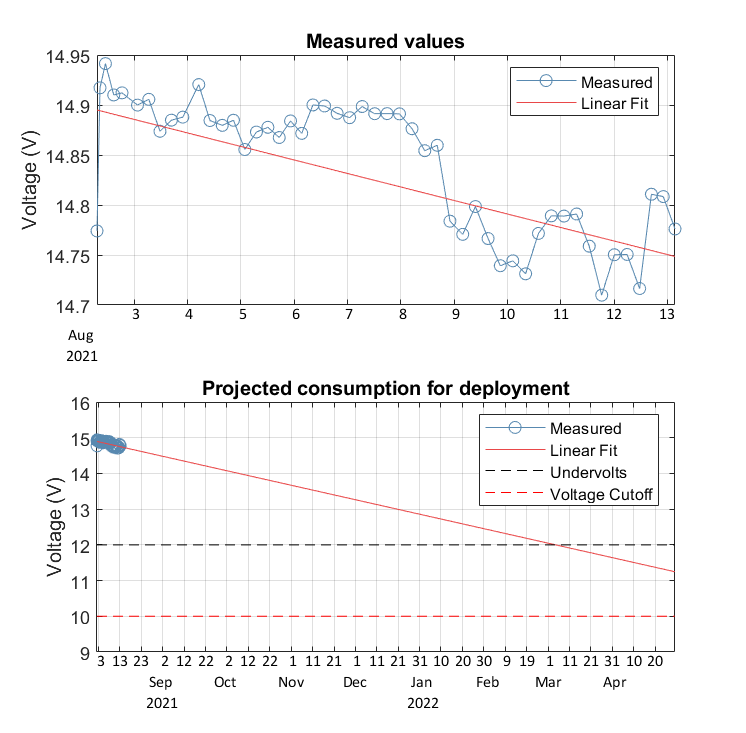 Measured values
14.95
14.9
14.85
14.8
14.75
14.7
Voltage (V)
Measured
Linear Fit
3 4 5 6 7 8 9 10 11 12 13
Aug
2021
Projected consumption for deployment
16
15
14
13
12
11
10
9
Voltage (V)
Measured
Linear Fit
Undervolts
Voltage Cutoff
3 13 23 2 12 22 2 12 22 1 11 21 1 11 21 31 10 20 30 9 19 1 11 21 31 10 20
Sep Oct Nov Dec Jan Feb Mar Apr
2021 2022